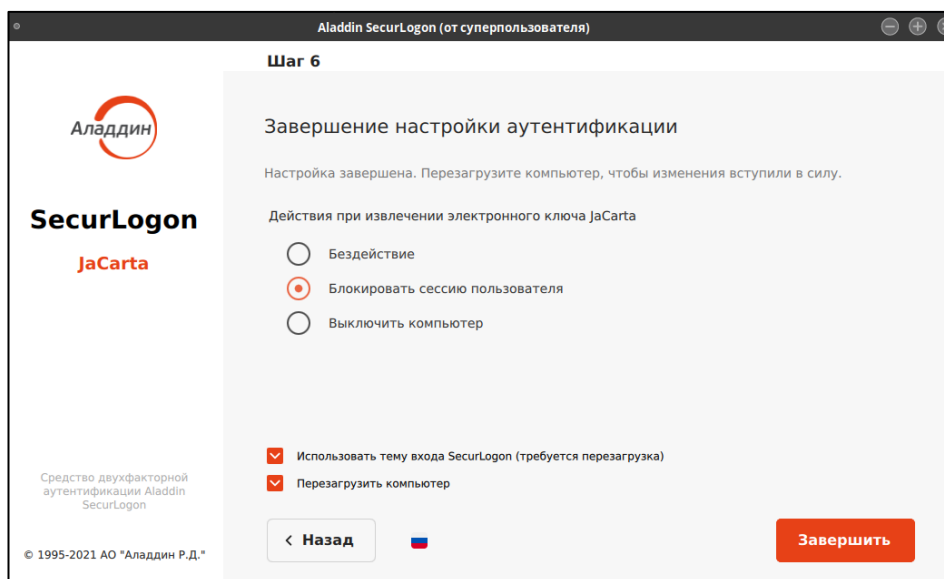 Aladdin SecurLogon (от суперпользователя)
Шаг 6
Аладдин
Завершение настройки аутентификации
Настройка завершена. Перезагрузите компьютер, чтобы изменения вступили в силу.
SecurLogon
JaCarta
Действия при извлечении электронного ключа JaCarta
Бездействие
Блокировать сессию пользователя
Выключить компьютер
Использовать тему входа SecurLogon (требуется перезагрузка)
Перезагрузить компьютер
Средство двухфакторной
аутентификации Aladdin
SecurLogon
‹ Назад
Завершить
© 1995-2021 АО "Аладдин Р.Д."